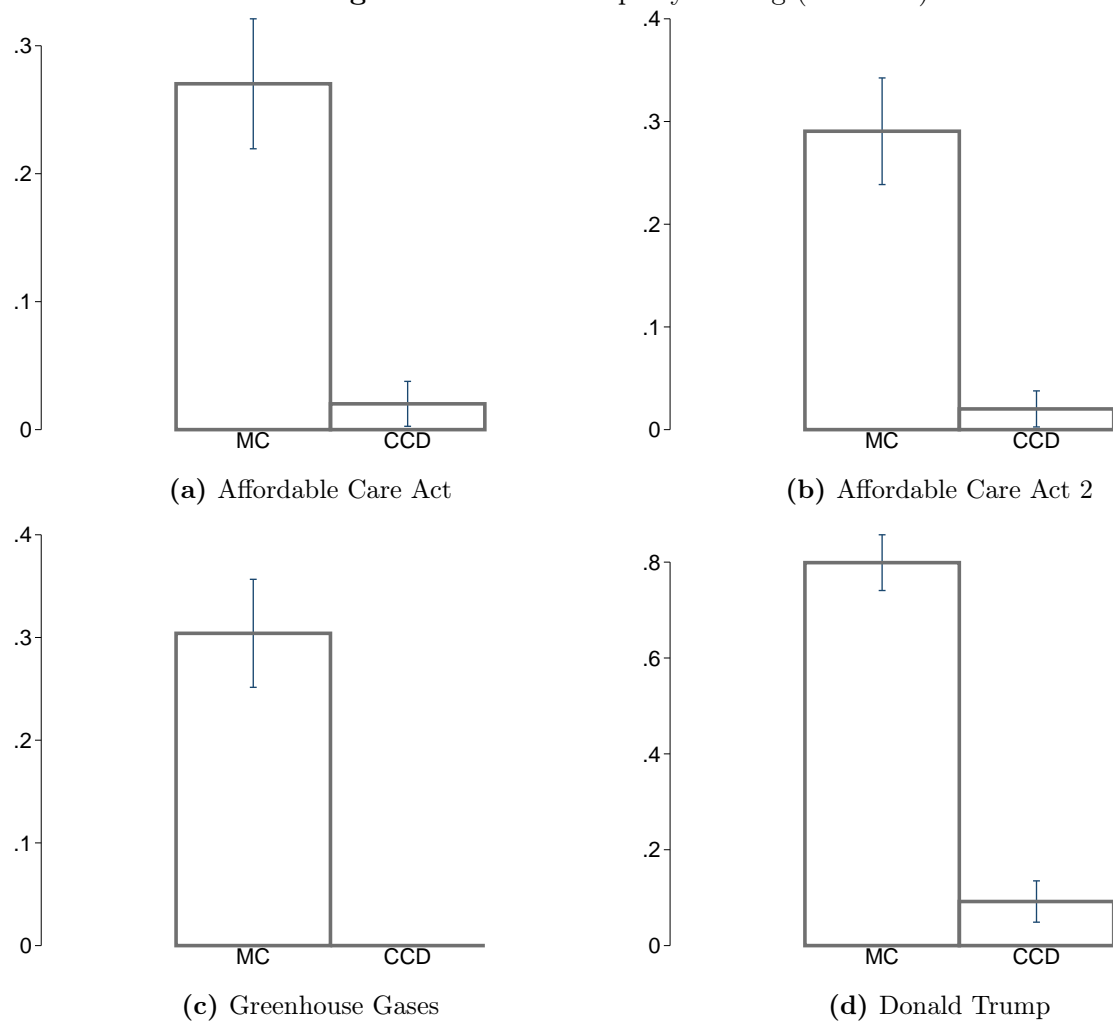 .3
.2
.1
0
MC CCD
(a) Affordable Care Act
.4
.3
.2
.1
0
MC CCD
(b) Affordable Care Act 2
.4
.3
.2
.1
0
MC CCD
(c) Greenhouse Gases
.8
.6
.4
.2
0
MC CCD
(d) Donald Trump